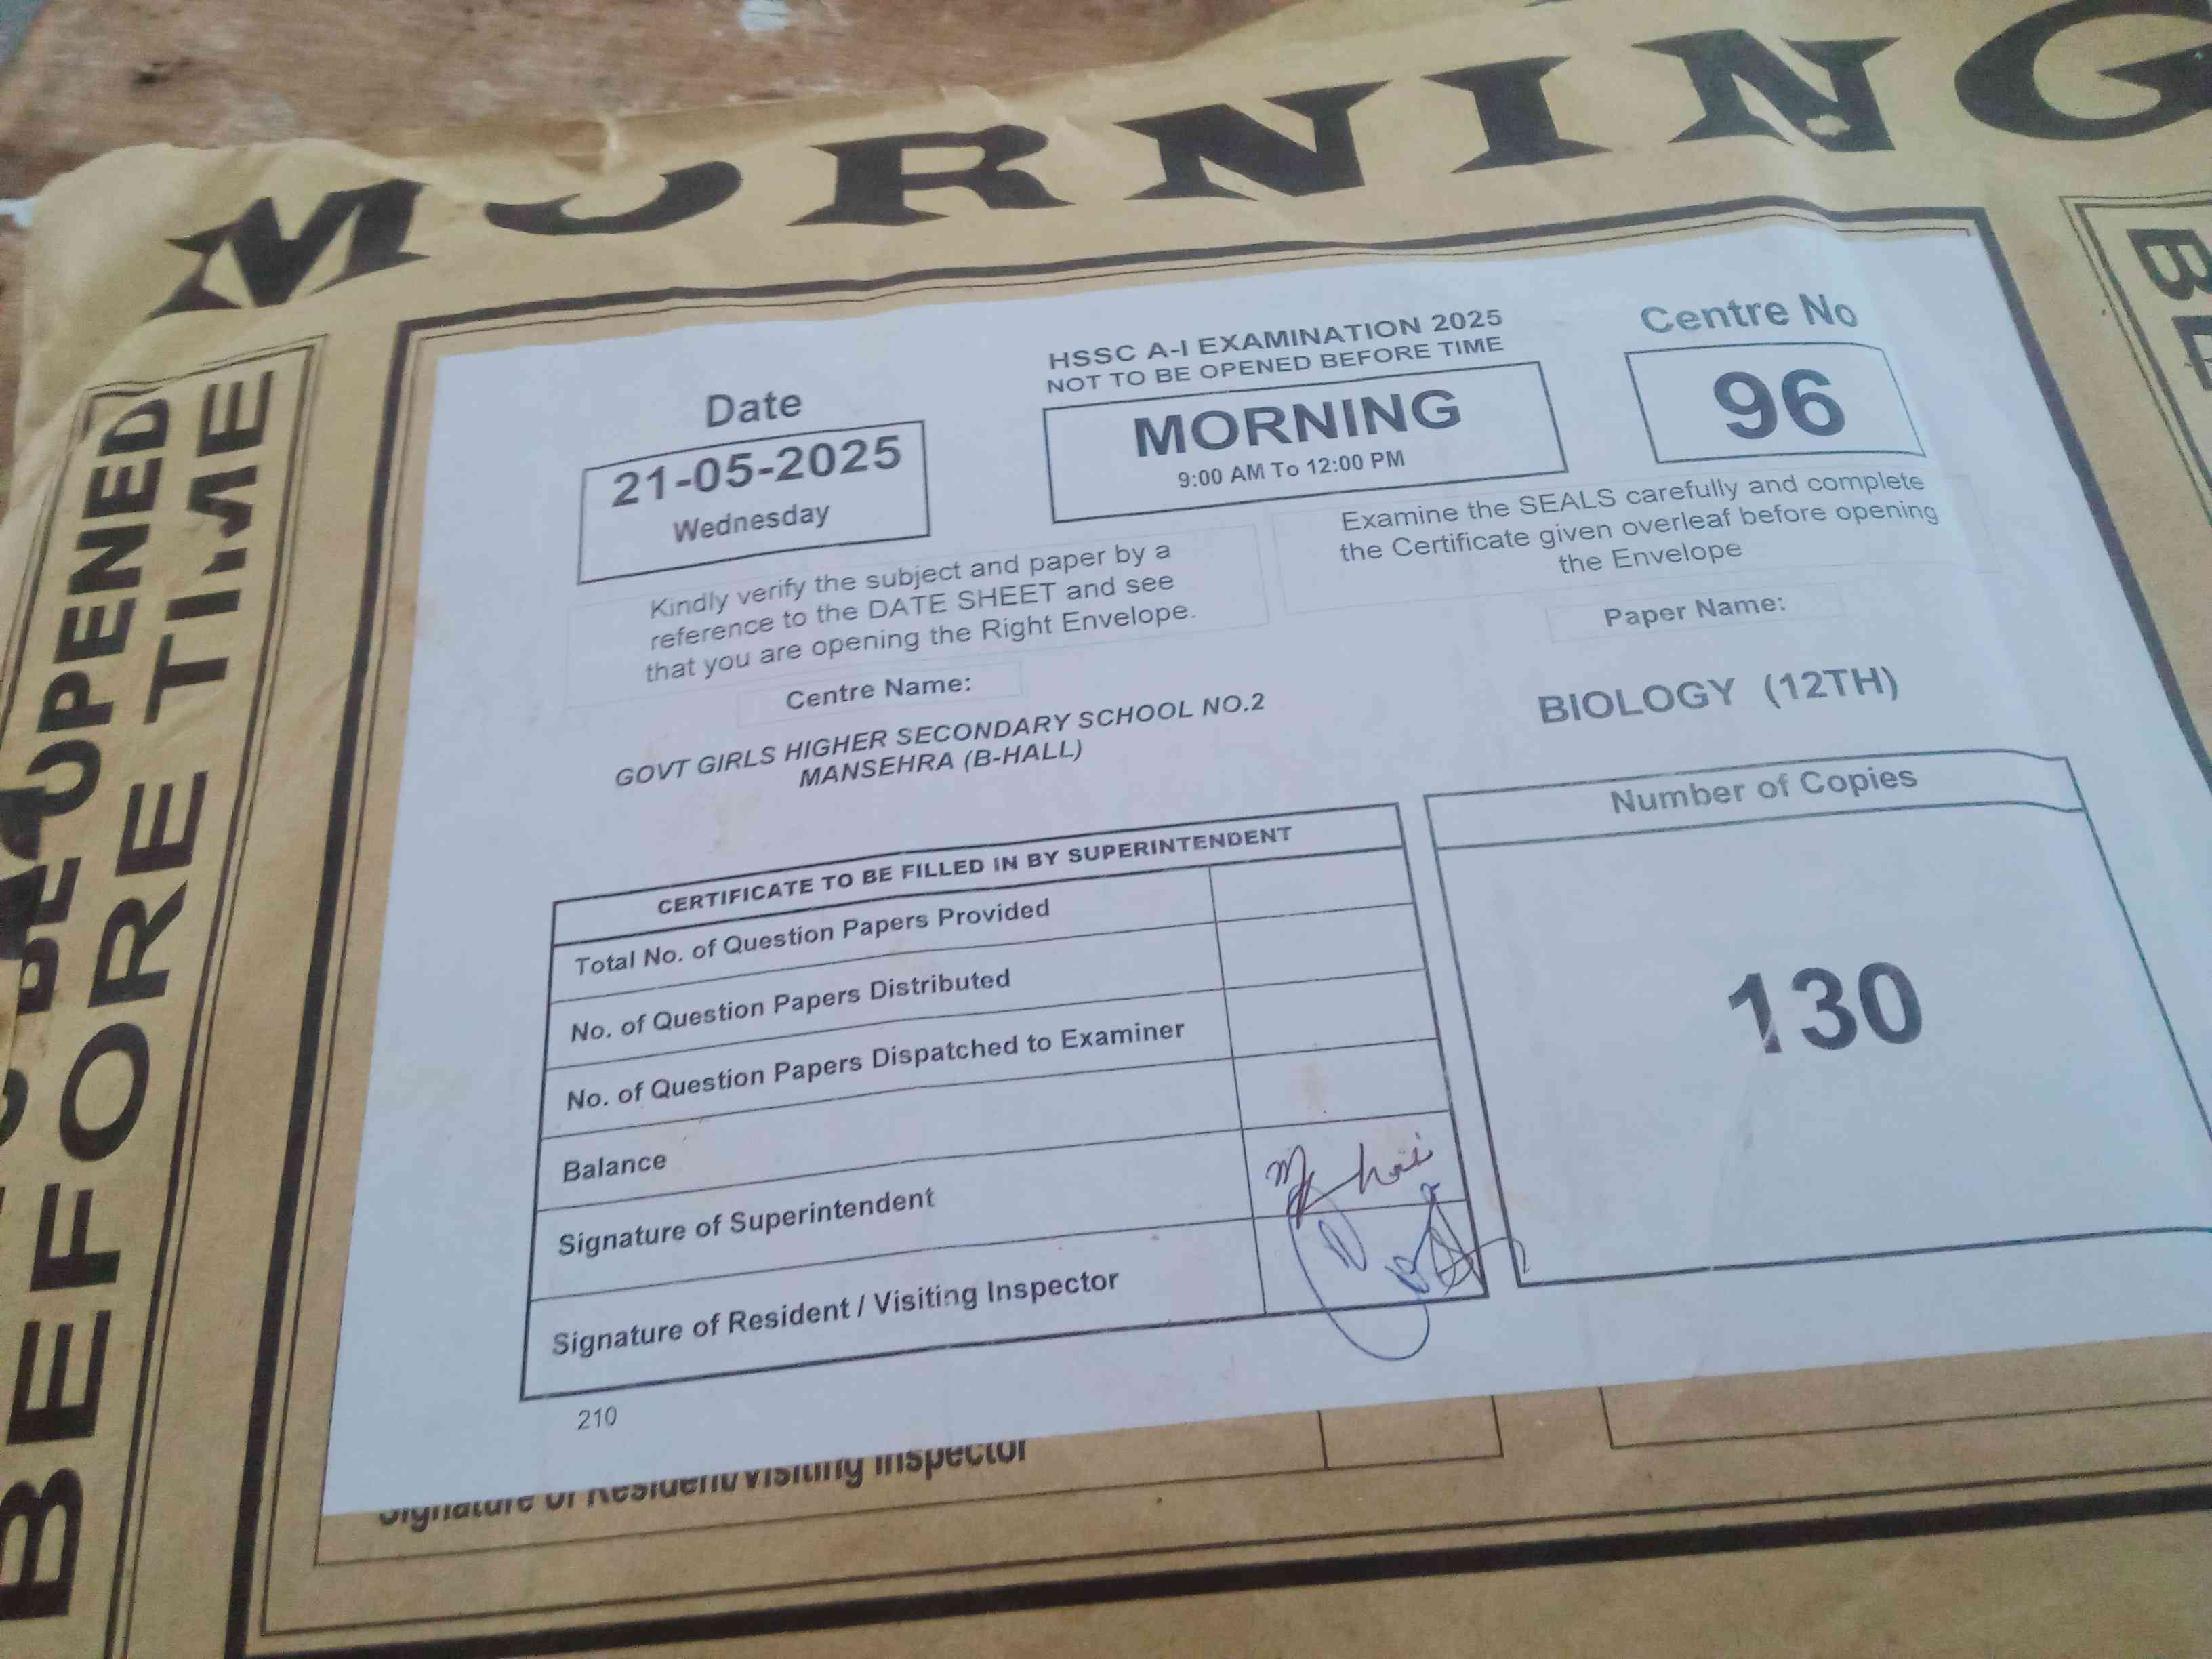 MORNING
OPENED
BEFORE TIME
HSSC A-I EXAMINATION 2025
NOT TO BE OPENED BEFORE TIME
Date
21-05-2025
Wednesday
MORNING
9:00 AM To 12:00 PM
Centre No
96
Kindly verify the subject and paper by a
reference to the DATE SHEET and see
that you are opening the Right Envelope.
Examine the SEALS carefully and complete
the Certificate given overleaf before opening
the Envelope
Centre Name:
GOVT GIRLS HIGHER SECONDARY SCHOOL NO.2
MANSEHRA (B-HALL)
Paper Name:
BIOLOGY (12TH)
CERTIFICATE TO BE FILLED IN BY SUPERINTENDENT
Total No. of Question Papers Provided
No. of Question Papers Distributed
No. of Question Papers Dispatched to Examiner
Balance
Signature of Superintendent
Signature of Resident / Visiting Inspector
Number of Copies
130
210
Signature of Resident/Visiting Inspector